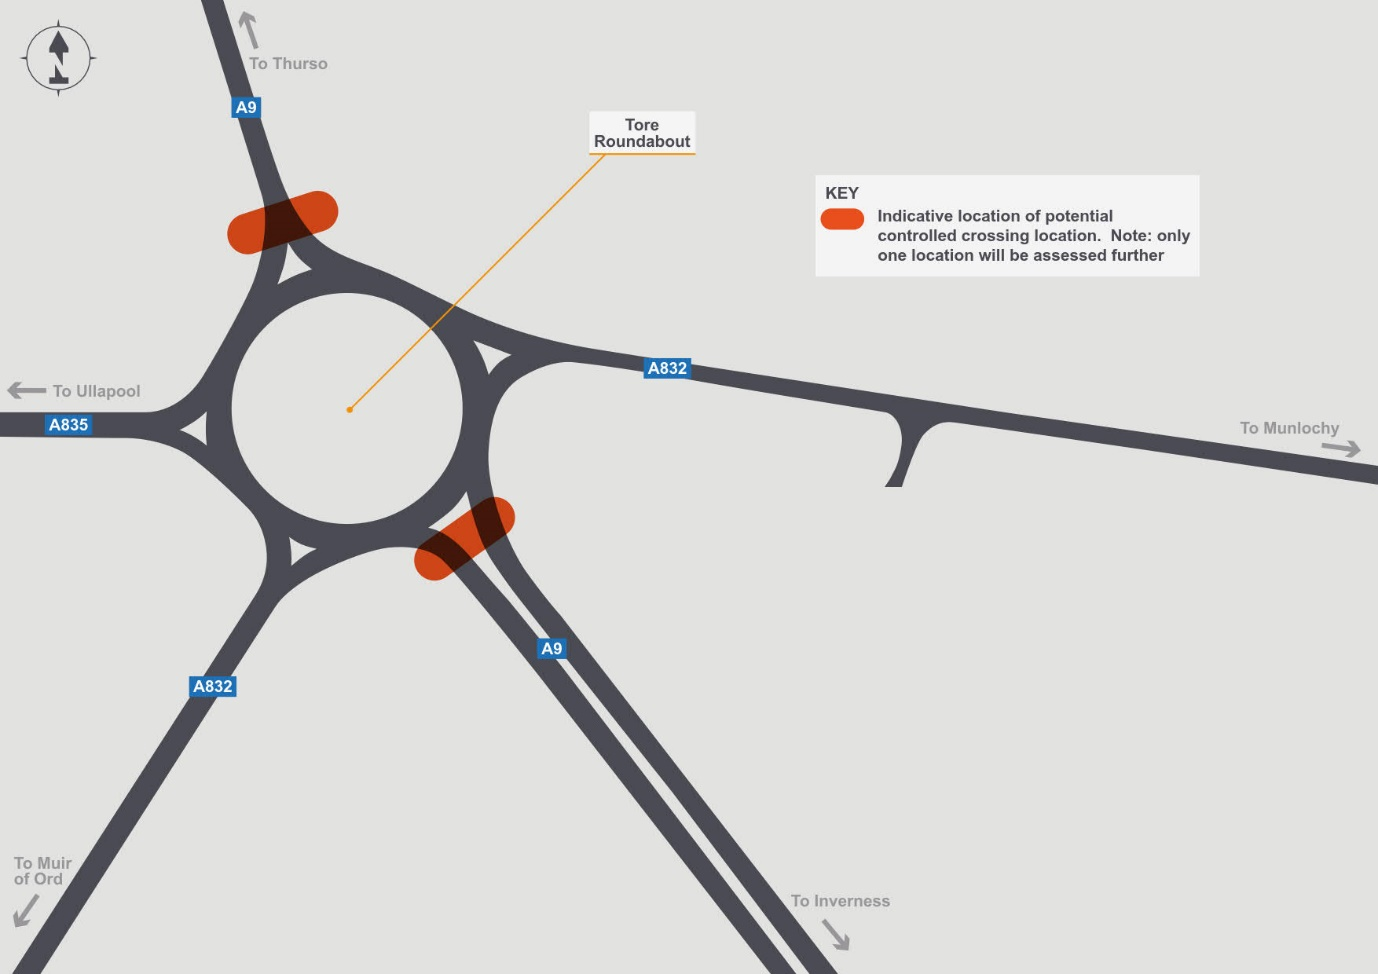 To Thurso
A9
Tore
Roundabout
KEY
Indicative location of potential
controlled crossing location.  Note: only
one location will be assessed further
A832
To Ullapool
A835
To Munlochy
A9
A832
To Muir
of Ord
To Inverness